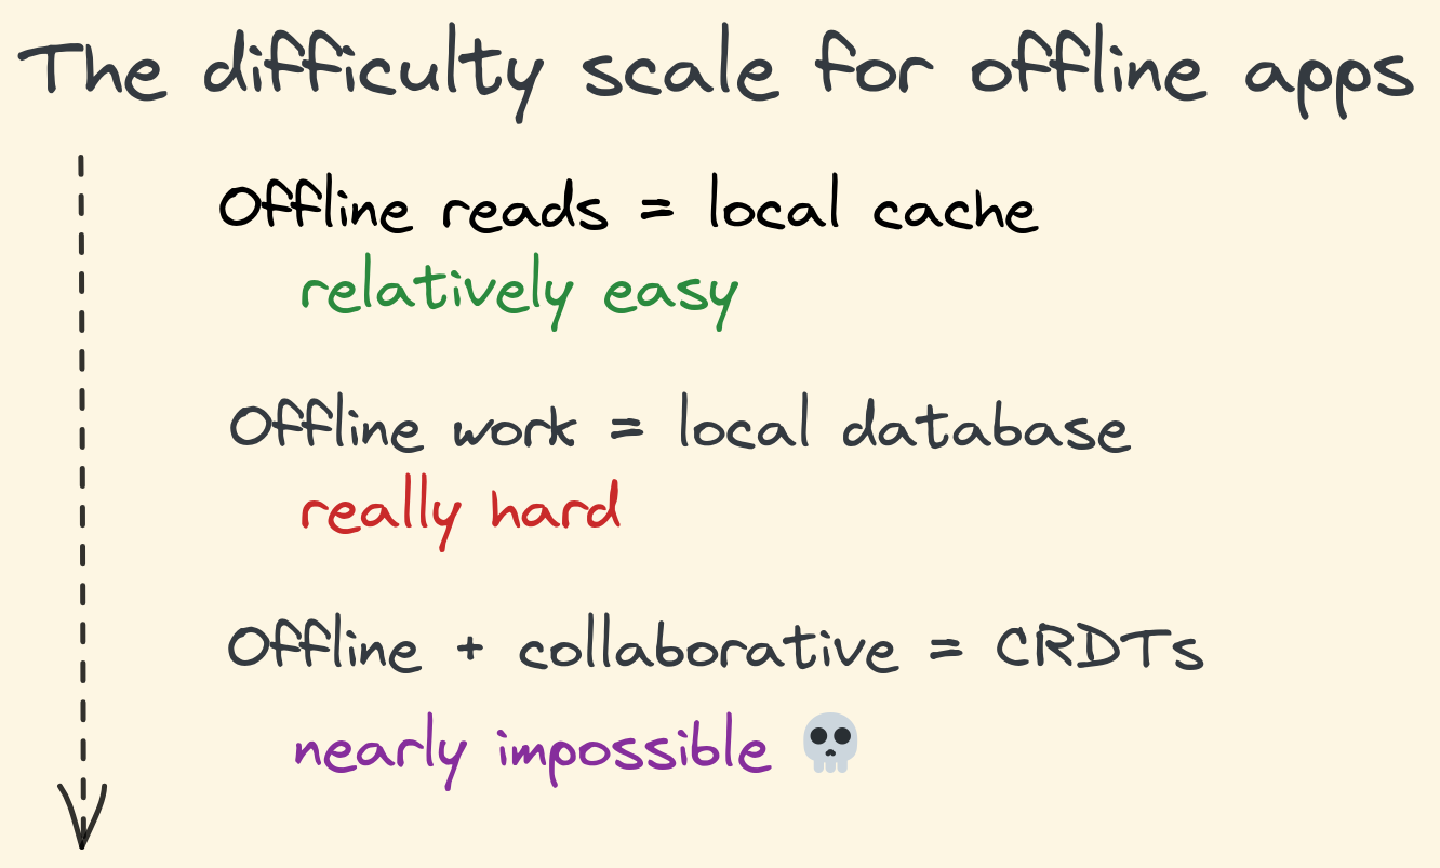 The difficulty scale for offline apps
Offline reads = local cache
relatively easy
Offline work = local database
really hard
Offline + collaborative = CRDTs
nearly impossible 💀